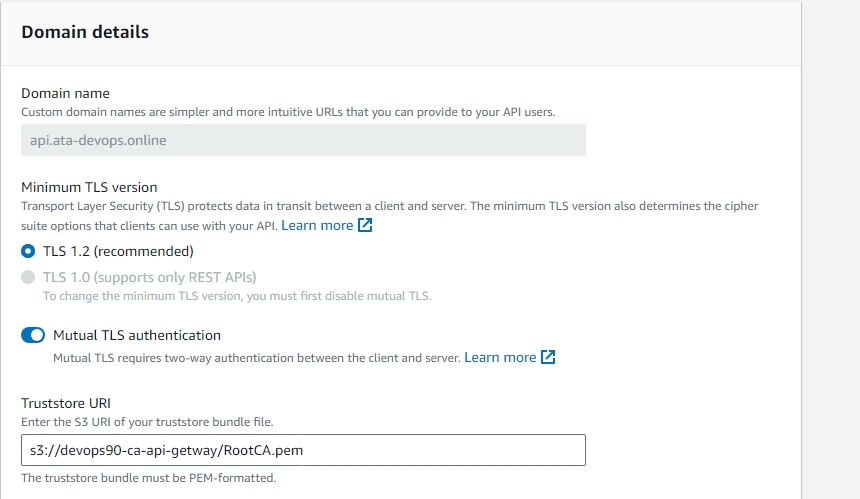 Domain details
Domain name
Custom domain names are simpler and more intuitive URLs that you can provide to your API users.
api.ata-devops.online
Minimum TLS version
Transport Layer Security (TLS) protects data in transit between a client and server. The minimum TLS version also determines the cipher
suite options that clients can use with your API. Learn more
TLS 1.2 (recommended)
TLS 1.0 (supports only REST APIs)
To change the minimum TLS version, you must first disable mutual TLS.
Mutual TLS authentication
Mutual TLS requires two-way authentication between the client and server. Learn more
Truststore URI
Enter the S3 URI of your truststore bundle file.
s3://devops90-ca-api-getway/RootCA.pem
The truststore bundle must be PEM-formatted.